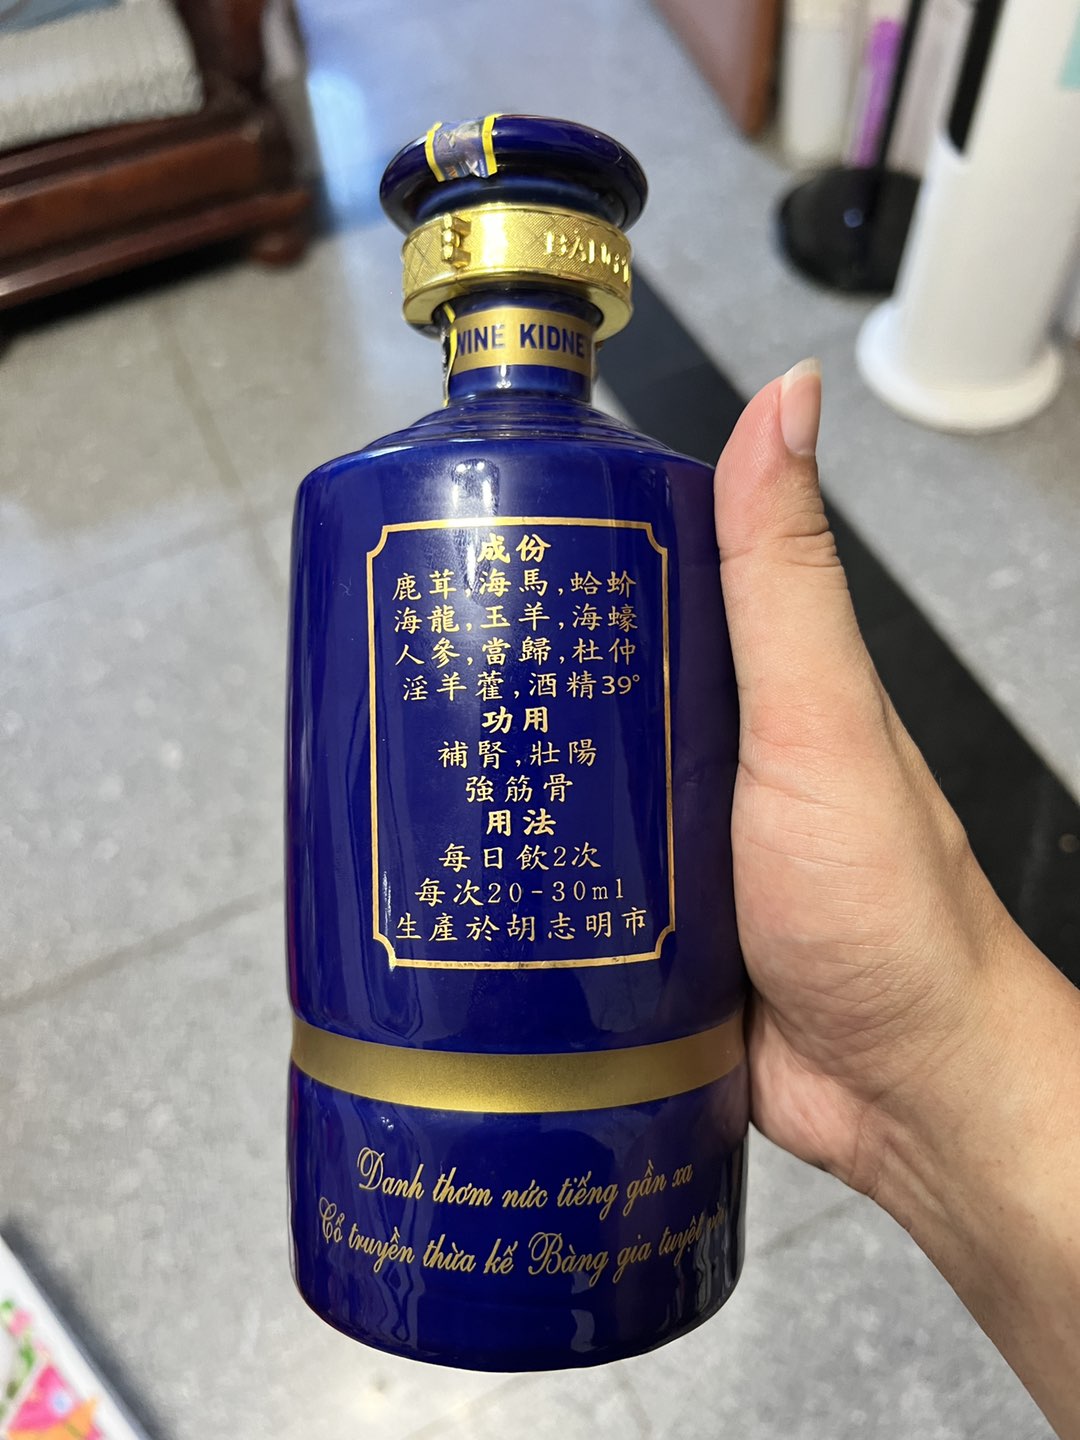 BÀNG
WINE KIDNE
成份
鹿茸,海馬,蛤蚧
海龍,玉羊,海蠔
人參,當歸,杜仲
淫羊藿,酒精39°
功用
補腎,壯陽
強筋骨
用法
每日飲2次
每次20-30ml
生產於胡志明市
Danh thơm nức tiếng gần xa
Cổ truyền thừa kế Bàng gia tuyệt